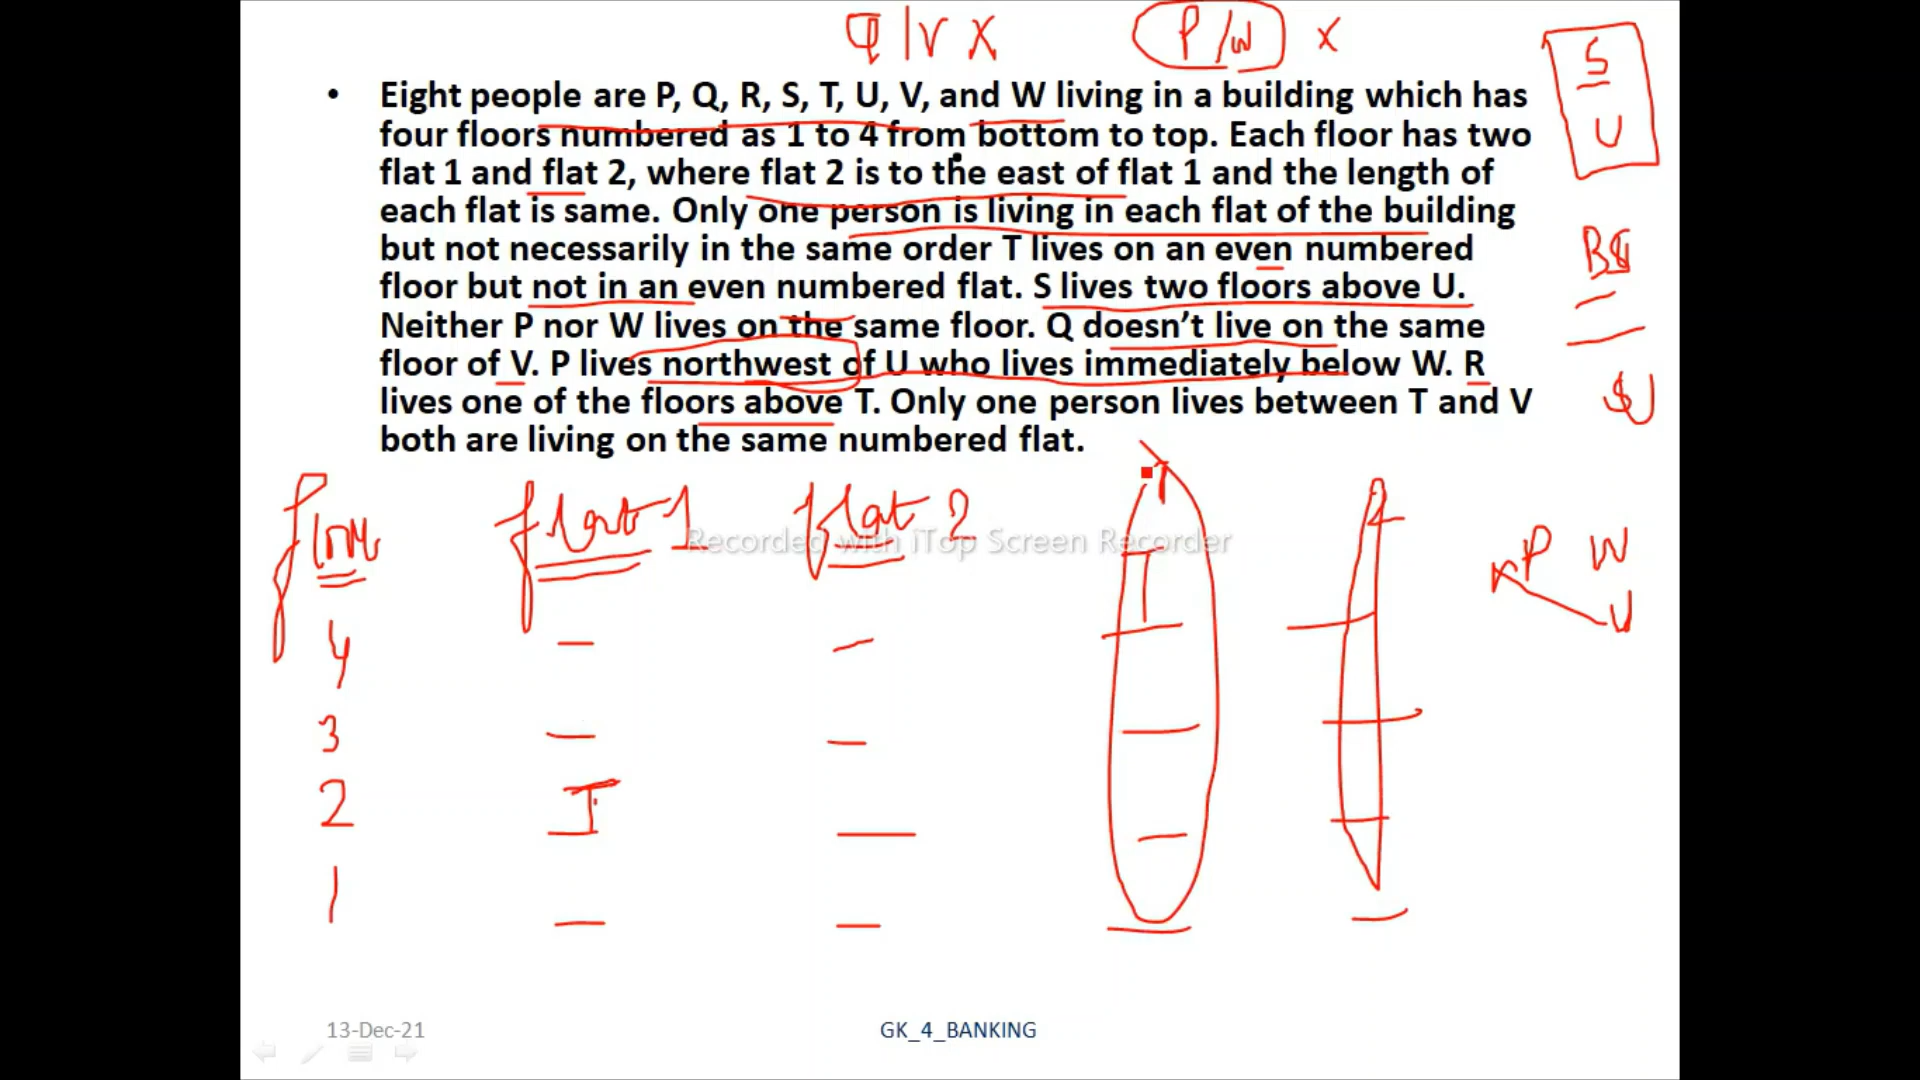 Q/V X
P/W x
S
U
• Eight people are P, Q, R, S, T, U, V, and W living in a building which has
four floors numbered as 1 to 4 from bottom to top. Each floor has two
flat 1 and flat 2, where flat 2 is to the east of flat 1 and the length of
each flat is same. Only one person is living in each flat of the building
but not necessarily in the same order T lives on an even numbered
floor but not in an even numbered flat. S lives two floors above U.
Neither P nor W lives on the same floor. Q doesn't live on the same
floor of V. P lives northwest of U who lives immediately below W. R
lives one of the floors above T. Only one person lives between T and V
both are living on the same numbered flat.
flat 1
flat 2
Recorded with iTop Screen Recorder
P W
U
4
3
2 T
1
13-Dec-21
GK_4_BANKING